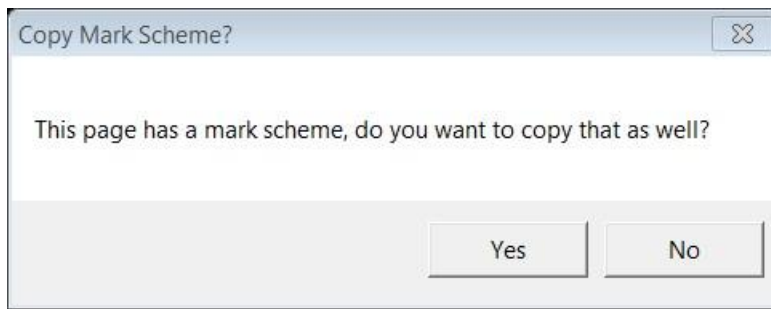 Copy Mark Scheme?
This page has a mark scheme, do you want to copy that as well?
Yes
No